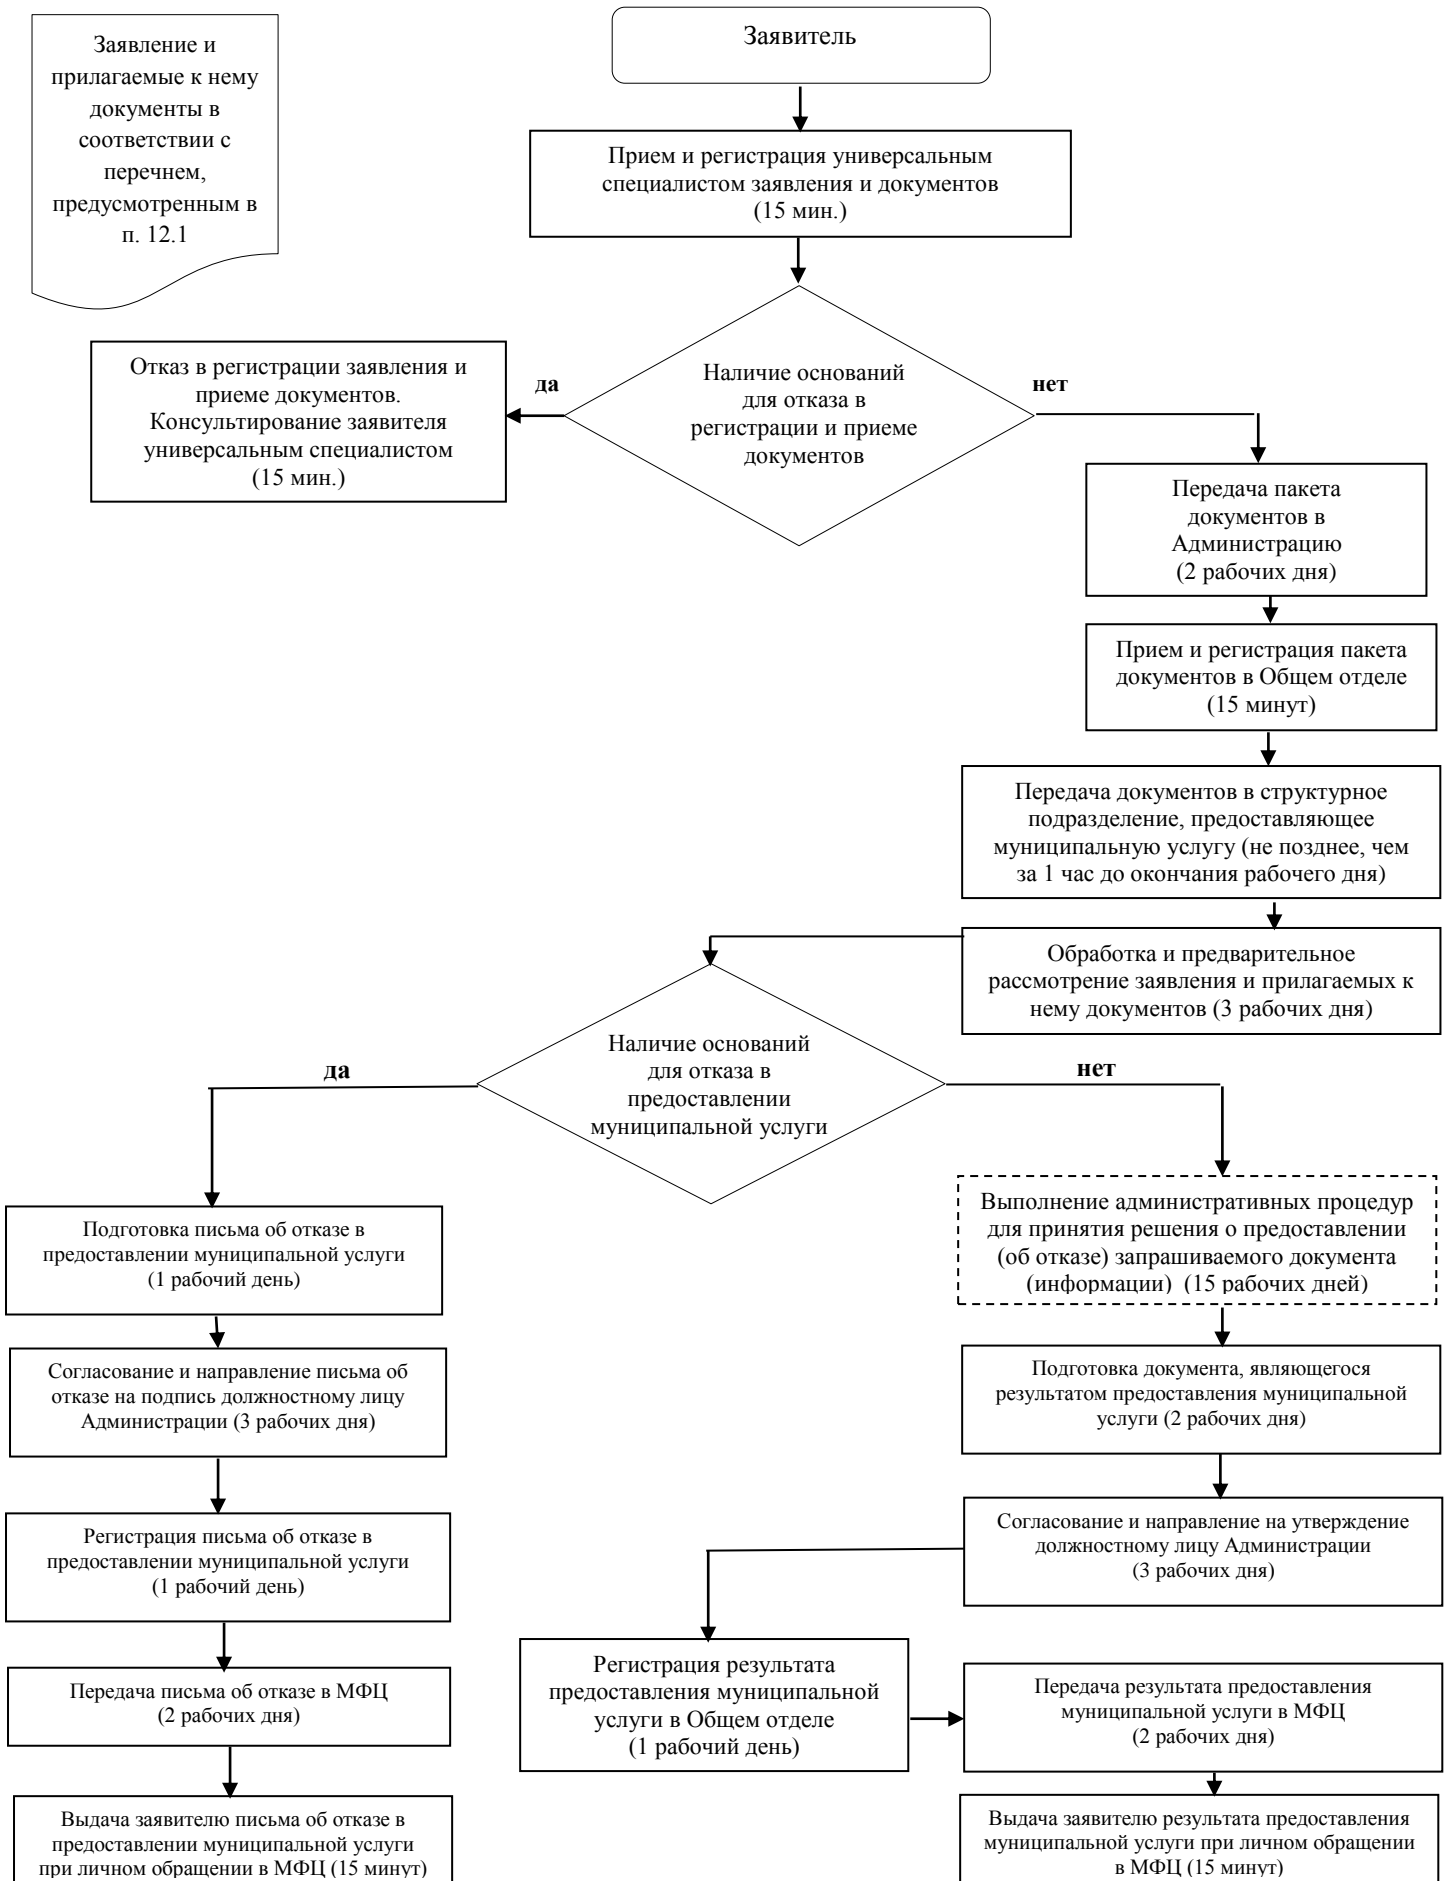 Заявление и
прилагаемые к нему
документы в
соответствии с
перечнем,
предусмотренным в
п. 12.1
Заявитель
Прием и регистрация универсальным
специалистом заявления и документов
(15 мин.)
Отказ в регистрации заявления и
приеме документов.
Консультирование заявителя
универсальным специалистом
(15 мин.)
да
Наличие оснований
для отказа в
регистрации и приеме
документов
нет
Передача пакета
документов в
Администрацию
(2 рабочих дня)
Прием и регистрация пакета
документов в Общем отделе
(15 минут)
Передача документов в структурное
подразделение, предоставляющее
муниципальную услугу (не позднее, чем
за 1 час до окончания рабочего дня)
Обработка и предварительное
рассмотрение заявления и прилагаемых к
нему документов (3 рабочих дня)
Наличие оснований
для отказа в
предоставлении
муниципальной услуги
да
нет
Подготовка письма об отказе в
предоставлении муниципальной услуги
(1 рабочий день)
Согласование и направление письма об
отказе на подпись должностному лицу
Администрации (3 рабочих дня)
Регистрация письма об отказе в
предоставлении муниципальной услуги
(1 рабочий день)
Передача письма об отказе в МФЦ
(2 рабочих дня)
Выдача заявителю письма об отказе в
предоставлении муниципальной услуги
при личном обращении в МФЦ (15 минут)
Выполнение административных процедур
для принятия решения о предоставлении
(об отказе) запрашиваемого документа
(информации) (15 рабочих дней)
Подготовка документа, являющегося
результатом предоставления муниципальной
услуги (2 рабочих дня)
Согласование и направление на утверждение
должностному лицу Администрации
(3 рабочих дня)
Регистрация результата
предоставления муниципальной
услуги в Общем отделе
(1 рабочий день)
Передача результата предоставления
муниципальной услуги в МФЦ
(2 рабочих дня)
Выдача заявителю результата предоставления
муниципальной услуги при личном обращении
в МФЦ (15 минут)